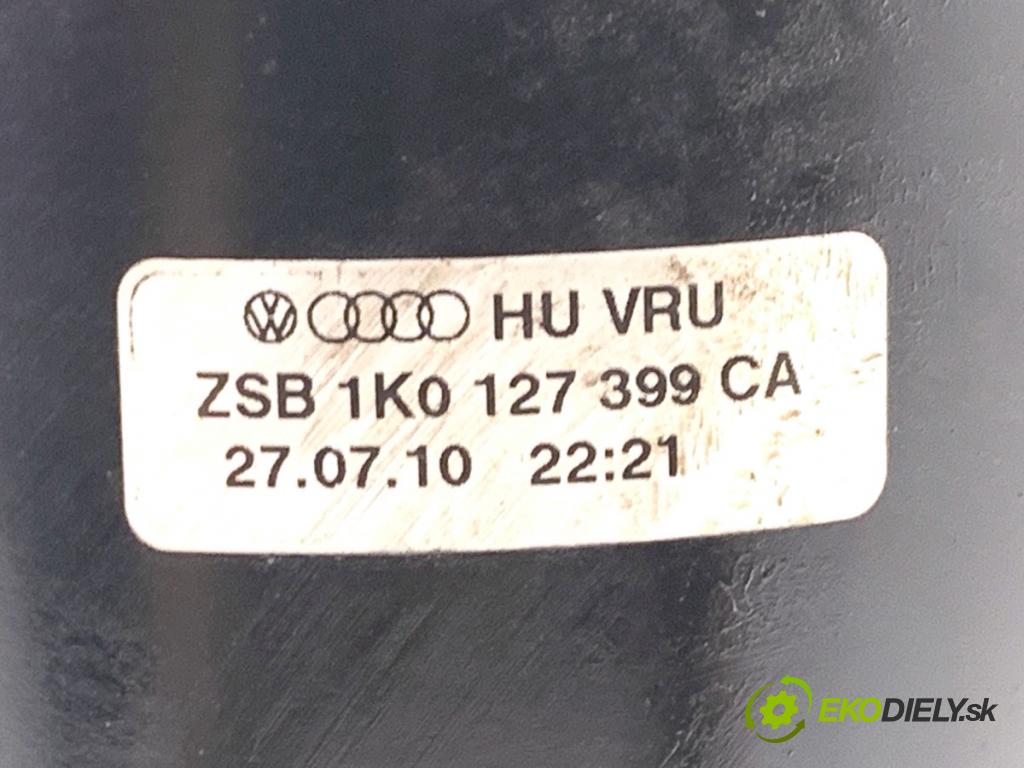 HU VRU
ZSB 1K0 127 399 CA
27.07.10 22:21
EKODIELY.sk